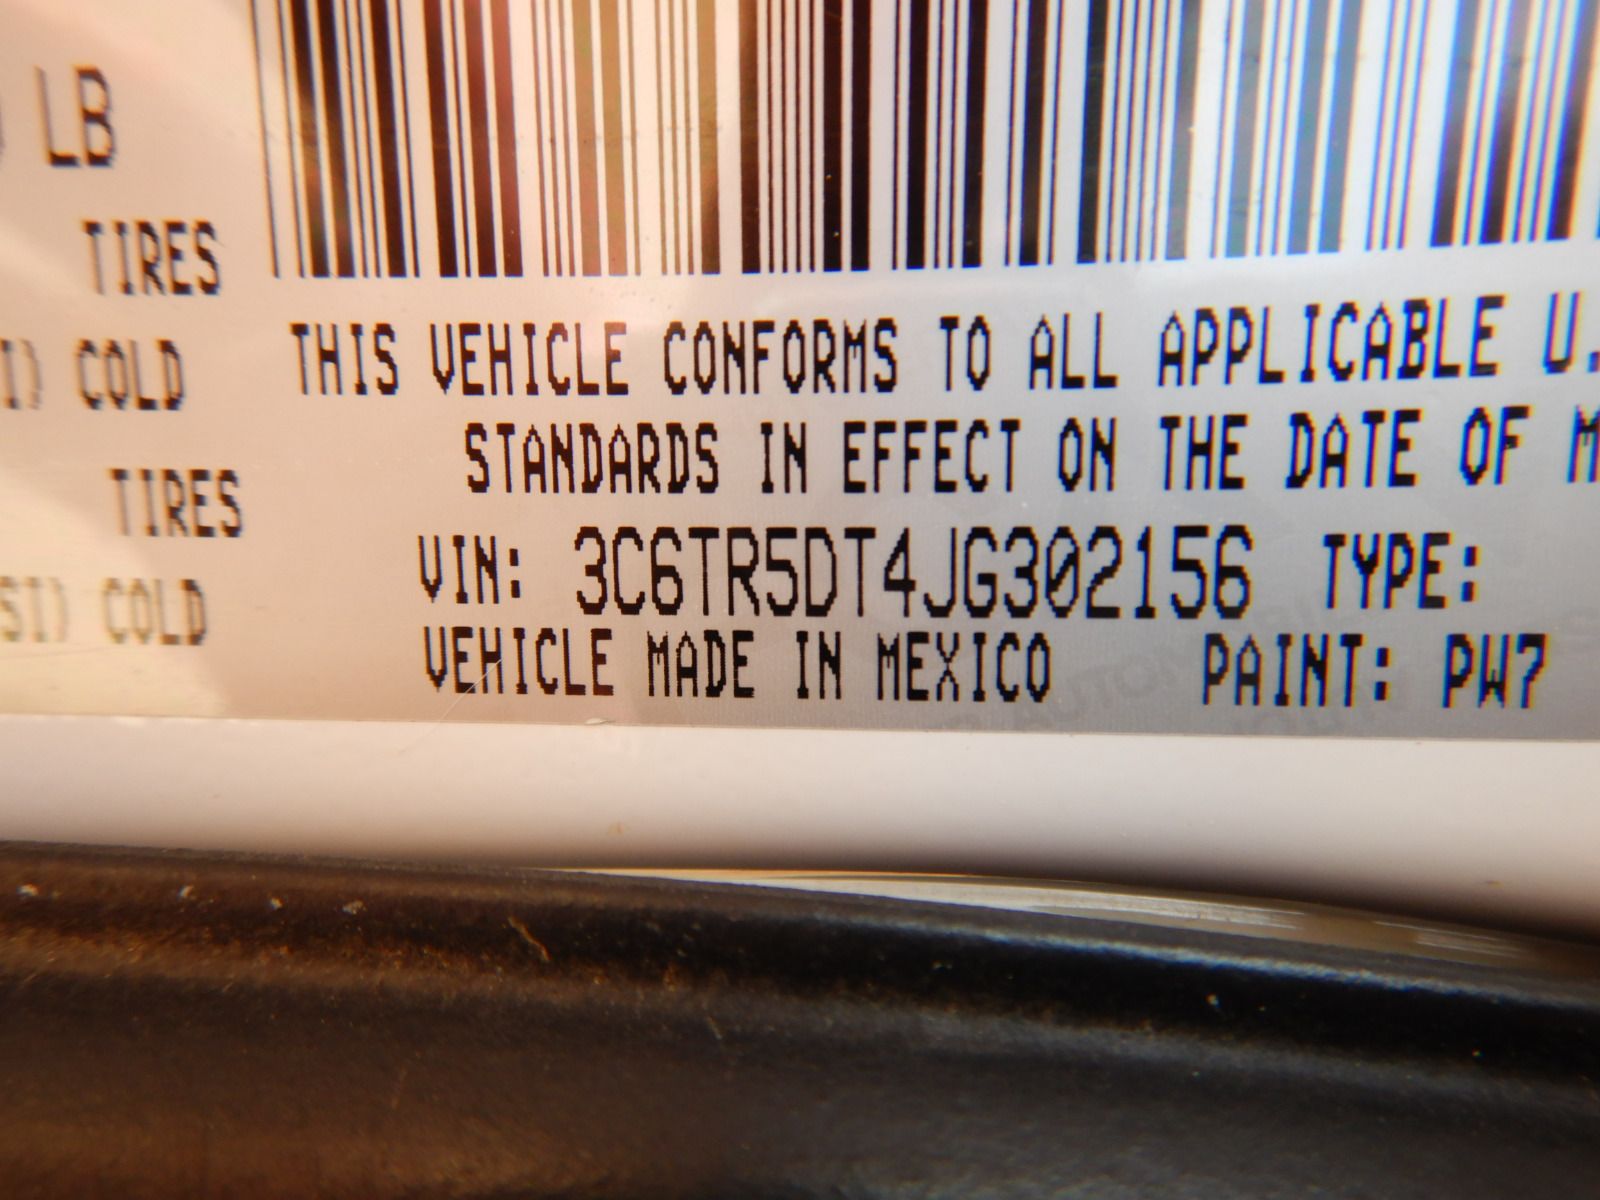 LB
TIRES
COLD
TIRES
COLD
THIS VEHICLE CONFORMS TO ALL APPLICABLE U.
STANDARDS IN EFFECT ON THE DATE OF M
VIN: 3C6TR5DT4JG302156 TYPE:
VEHICLE MADE IN MEXICO PAINT: PW7